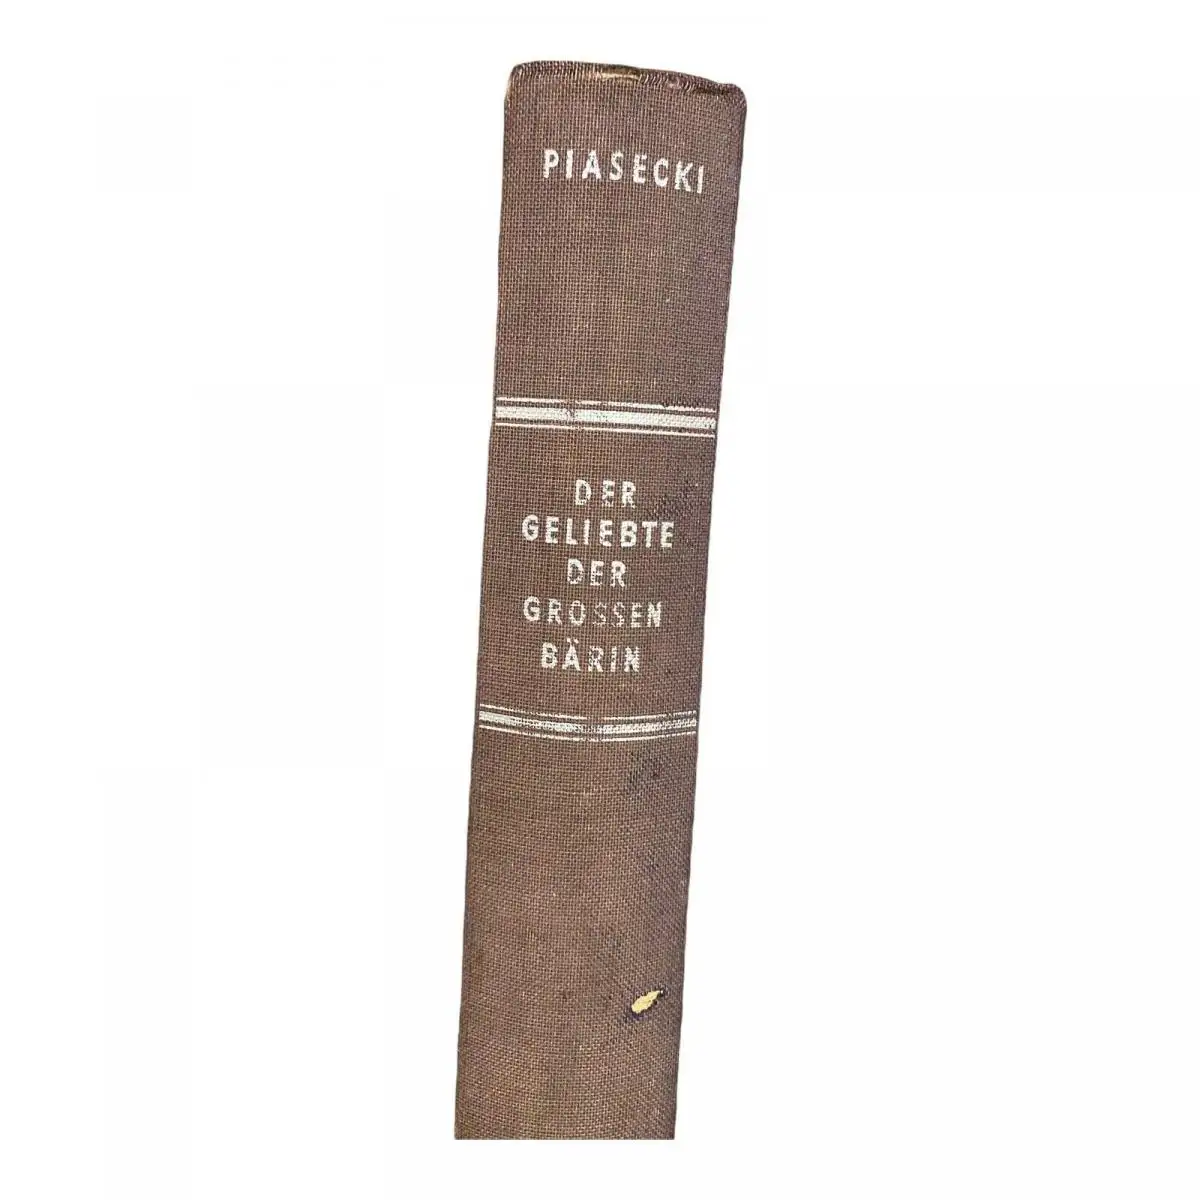 PIASECKI
DER
GELIEBTE
DER
GROSSEN
BÄRIN